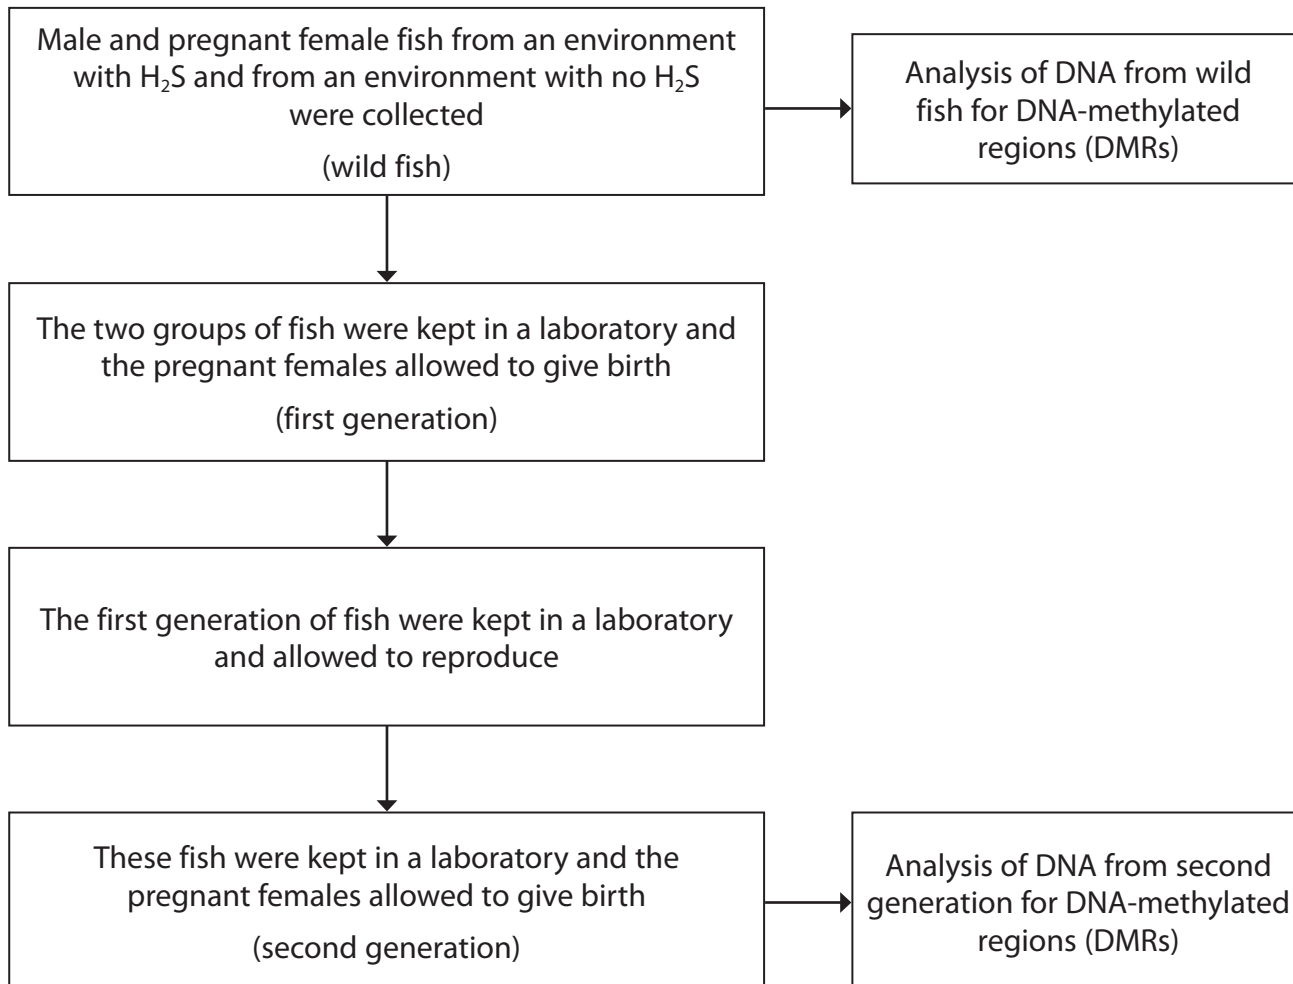 Male and pregnant female fish from an environment
with H₂S and from an environment with no H₂S
were collected
(wild fish)
Analysis of DNA from wild
fish for DNA-methylated
regions (DMRs)
The two groups of fish were kept in a laboratory and
the pregnant females allowed to give birth
(first generation)
The first generation of fish were kept in a laboratory
and allowed to reproduce
These fish were kept in a laboratory and the
pregnant females allowed to give birth
(second generation)
Analysis of DNA from second
generation for DNA-methylated
regions (DMRs)